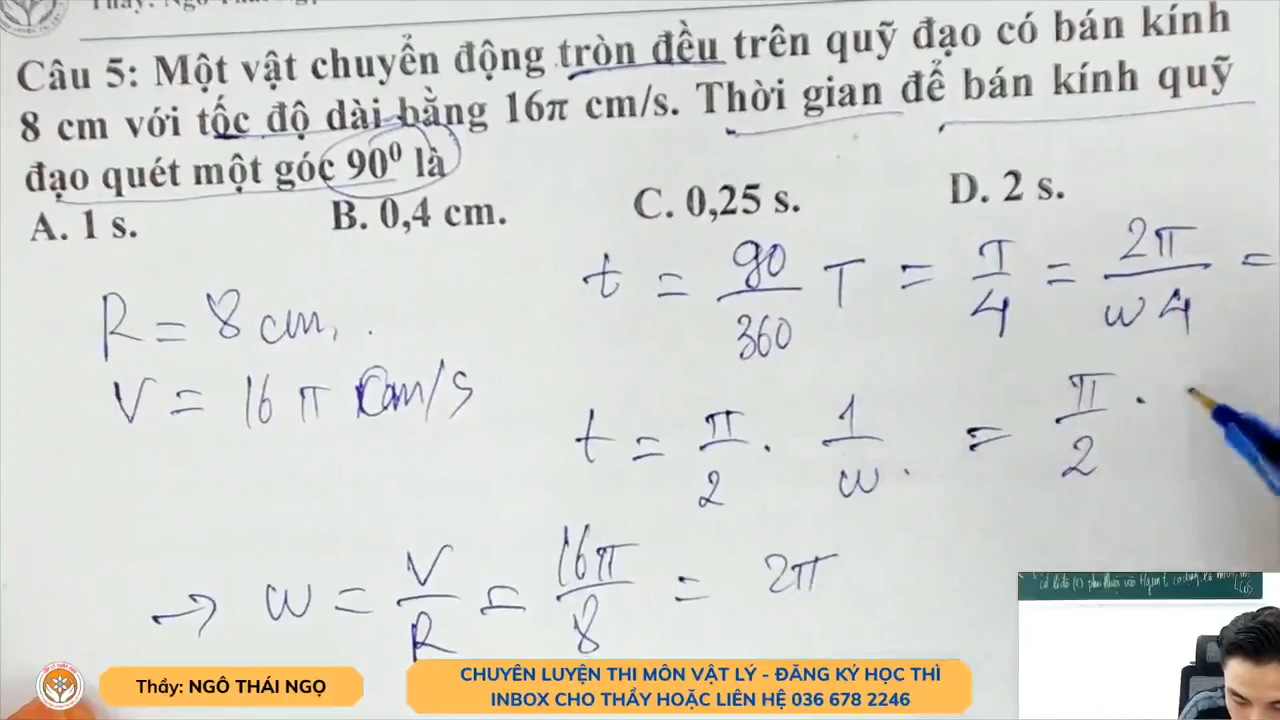 Thầy: Ngô Thái Ngọ
Câu 5: Một vật chuyển động tròn đều trên quỹ đạo có bán kính
8 cm với tốc độ dài bằng 16π cm/s. Thời gian để bán kính quỹ
đạo quét một góc 90⁰ là
A. 1 s. B. 0,4 cm. C. 0,25 s. D. 2 s.
t = 90/360 T = π/4 = 2π/ω4 =
R = 8 cm.
V = 16π cm/s
t = π/2 . 1/ω . = π/2 .
→ ω = V/R = 16π/8 = 2π
Thầy: NGÔ THÁI NGỌ
CHUYÊN LUYỆN THI MÔN VẬT LÝ - ĐĂNG KÝ HỌC THÌ
INBOX CHO THẦY HOẶC LIÊN HỆ 036 678 2246